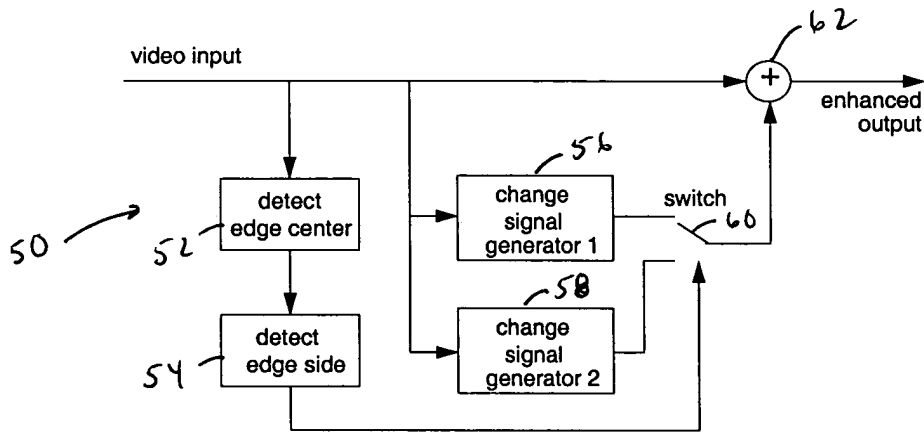 62
video input
+
enhanced
output
56
detect
edge center
change
signal
generator 1
switch
60
50
52
58
detect
edge side
change
signal
generator 2
54